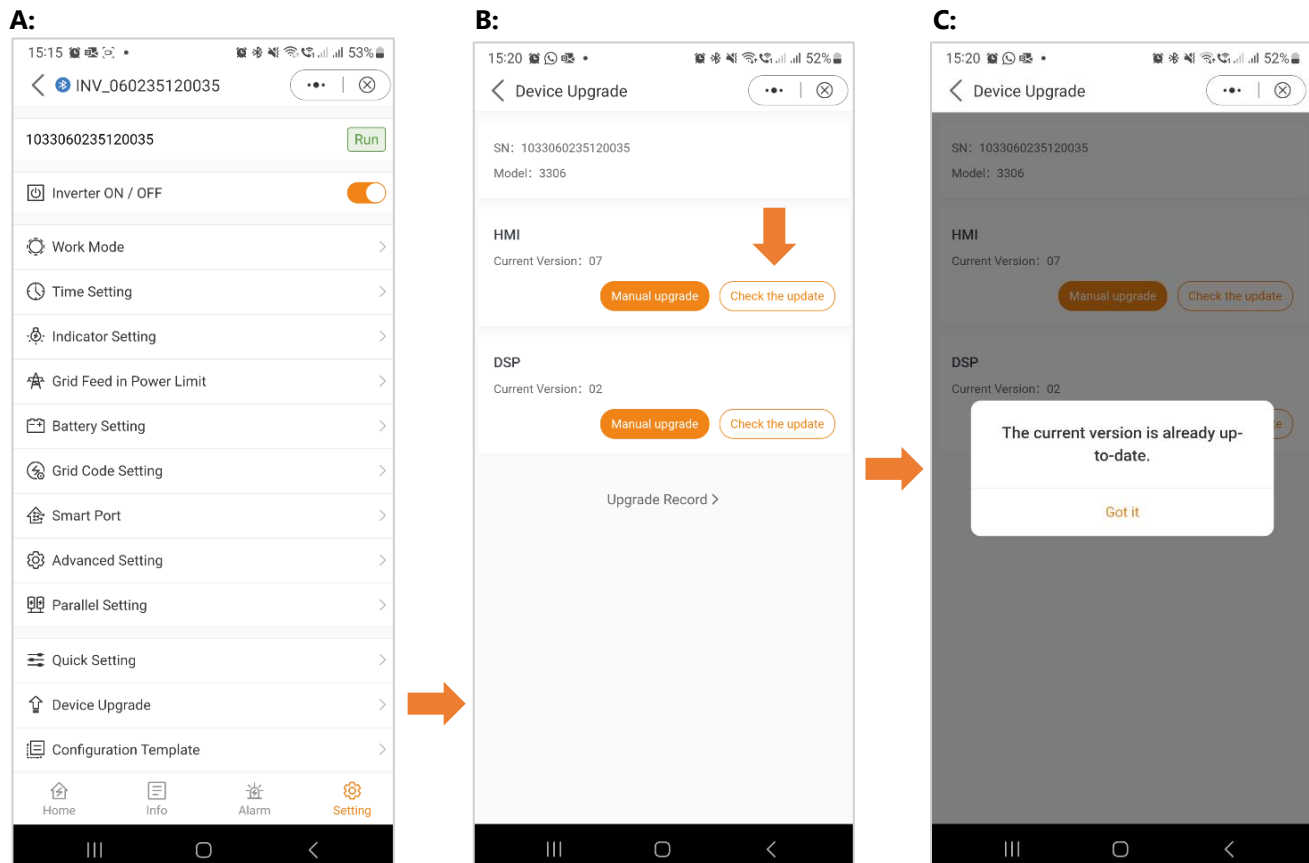 A:
15:15 53%
INV_060235120035
1033060235120035 Run
Inverter ON / OFF
Work Mode
Time Setting
Indicator Setting
Grid Feed in Power Limit
Battery Setting
Grid Code Setting
Smart Port
Advanced Setting
Parallel Setting
Quick Setting
Device Upgrade
Configuration Template
Home Info Alarm Setting
B:
15:20 52%
Device Upgrade
SN: 1033060235120035
Model: 3306
HMI
Current Version: 07
Manual upgrade Check the update
DSP
Current Version: 02
Manual upgrade Check the update
Upgrade Record >
C:
15:20 52%
Device Upgrade
SN: 1033060235120035
Model: 3306
HMI
Current Version: 07
Manual upgrade Check the update
DSP
Current Version: 02
The current version is already up-
to-date.
Got it